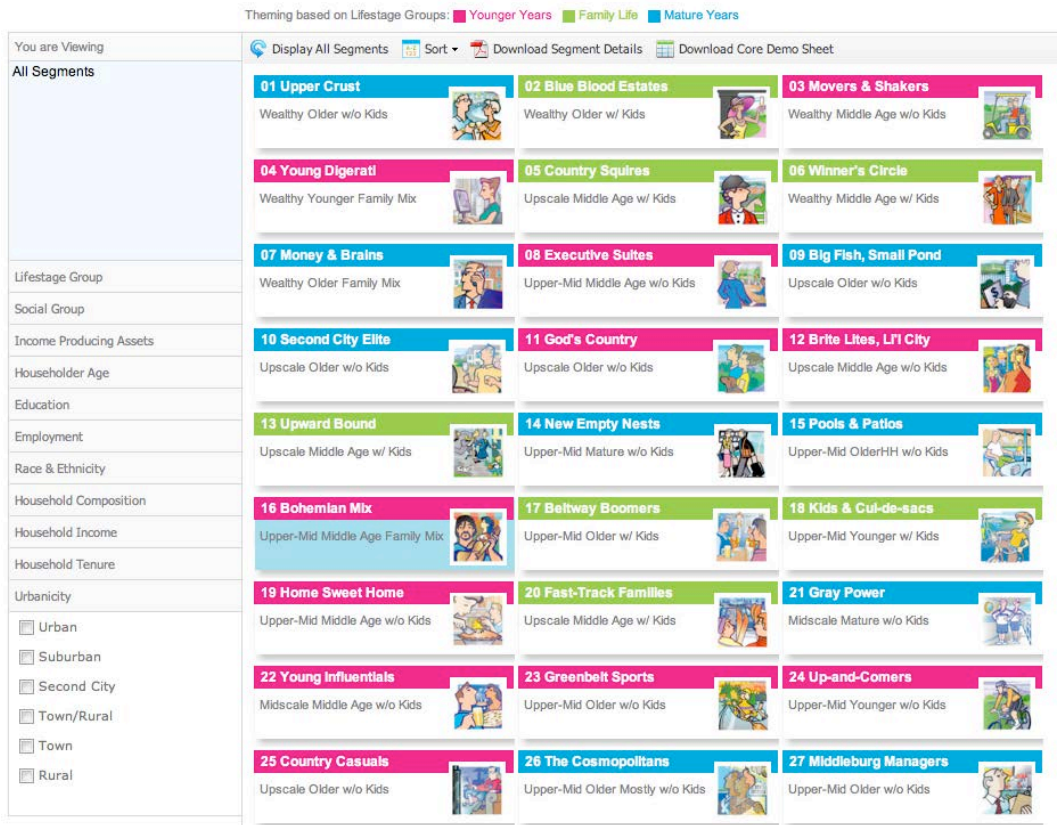 Theming based on Lifestage Groups: Younger Years Family Life Mature Years
You are Viewing
All Segments
Lifestage Group
Social Group
Income Producing Assets
Householder Age
Education
Employment
Race & Ethnicity
Household Composition
Household Income
Household Tenure
Urbanicity
Urban
Suburban
Second City
Town/Rural
Town
Rural
Display All Segments Sort Download Segment Details Download Core Demo Sheet
01 Upper Crust
Wealthy Older w/o Kids
02 Blue Blood Estates
Wealthy Older w/ Kids
03 Movers & Shakers
Wealthy Middle Age w/o Kids
04 Young Digerati
Wealthy Younger Family Mix
05 Country Squires
Upscale Middle Age w/ Kids
06 Winner's Circle
Wealthy Middle Age w/ Kids
07 Money & Brains
Wealthy Older Family Mix
08 Executive Suites
Upper-Mid Middle Age w/o Kids
09 Big Fish, Small Pond
Upscale Older w/o Kids
10 Second City Elite
Upscale Older w/o Kids
11 God's Country
Upscale Older w/o Kids
12 Brite Lites, Li'l City
Upscale Middle Age w/o Kids
13 Upward Bound
Upscale Middle Age w/ Kids
14 New Empty Nests
Upper-Mid Mature w/o Kids
15 Pools & Patios
Upper-Mid OlderHH w/o Kids
16 Bohemian Mix
Upper-Mid Middle Age Family Mix
17 Beltway Boomers
Upper-Mid Older w/ Kids
18 Kids & Cul-de-sacs
Upper-Mid Younger w/ Kids
19 Home Sweet Home
Upper-Mid Middle Age w/o Kids
20 Fast-Track Families
Upscale Middle Age w/ Kids
21 Gray Power
Midscale Mature w/o Kids
22 Young Influentials
Midscale Middle Age w/o Kids
23 Greenbelt Sports
Upper-Mid Older w/o Kids
24 Up-and-Comers
Upper-Mid Younger w/o Kids
25 Country Casuals
Upscale Older w/o Kids
26 The Cosmopolitans
Upper-Mid Older Mostly w/o Kids
27 Middleburg Managers
Upper-Mid Older w/o Kids